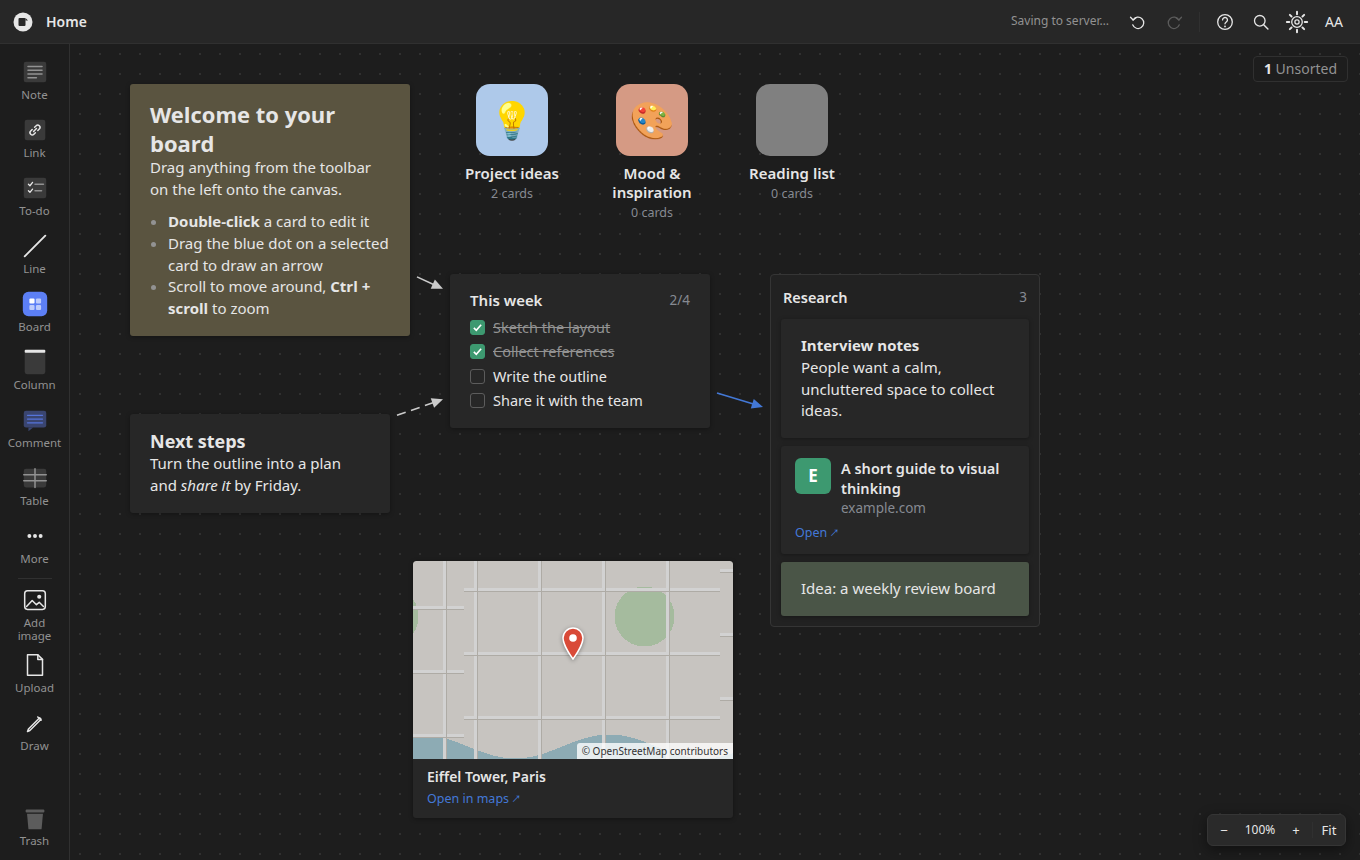 Home
Saving to server...
AA
1 Unsorted
Note
Link
To-do
Line
Board
Column
Comment
Table
More
Add
image
Upload
Draw
Trash
Welcome to your
board
Drag anything from the toolbar
on the left onto the canvas.
Double-click a card to edit it
Drag the blue dot on a selected
card to draw an arrow
Scroll to move around, Ctrl +
scroll to zoom
Project ideas
2 cards
Mood &
inspiration
0 cards
Reading list
0 cards
This week 2/4
Sketch the layout
Collect references
Write the outline
Share it with the team
Next steps
Turn the outline into a plan
and share it by Friday.
Research 3
Interview notes
People want a calm,
uncluttered space to collect
ideas.
E
A short guide to visual
thinking
example.com
Open ↗
Idea: a weekly review board
© OpenStreetMap contributors
Eiffel Tower, Paris
Open in maps ↗
− 100% + Fit